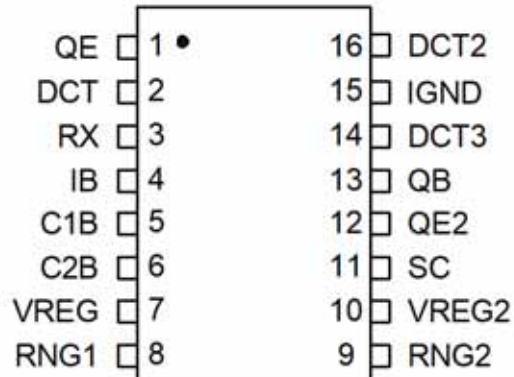 QE 1 16 DCT2
DCT 2 15 IGND
RX 3 14 DCT3
IB 4 13 QB
C1B 5 12 QE2
C2B 6 11 SC
VREG 7 10 VREG2
RNG1 8 9 RNG2